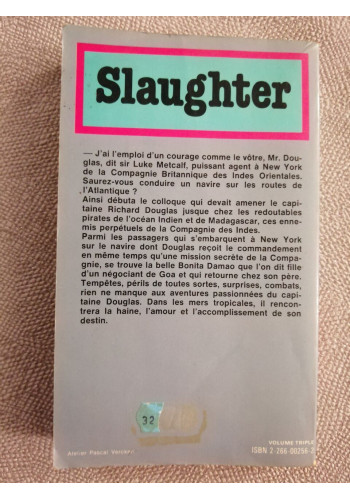 Slaughter
— J'ai l'emploi d'un courage comme le vôtre, Mr. Dou-
glas, dit sir Luke Metcalf, puissant agent à New York
de la Compagnie Britannique des Indes Orientales.
Saurez-vous conduire un navire sur les routes de
l'Atlantique ?
Ainsi débuta le colloque qui devait amener le capi-
taine Richard Douglas jusque chez les redoutables
pirates de l'océan Indien et de Madagascar, ces en-
nemis perpétuels de la Compagnie des Indes.
Parmi les passagers qui s'embarquent à New York
sur le navire dont Douglas reçoit le commandement
en même temps qu'une mission secrète de la Compa-
gnie, se trouve la belle Bonita Damao que l'on dit fille
d'un négociant de Goa et qui retourne chez son père.
Tempêtes, périls de toutes sortes, surprises, combats,
rien ne manque aux aventures passionnées du capi-
taine Douglas. Dans les mers tropicales, il rencon-
trera la haine, l'amour et l'accomplissement de son
destin.
32
VOLUME TRIPLE
Atelier Pascal
ISBN 2-266-00256-2